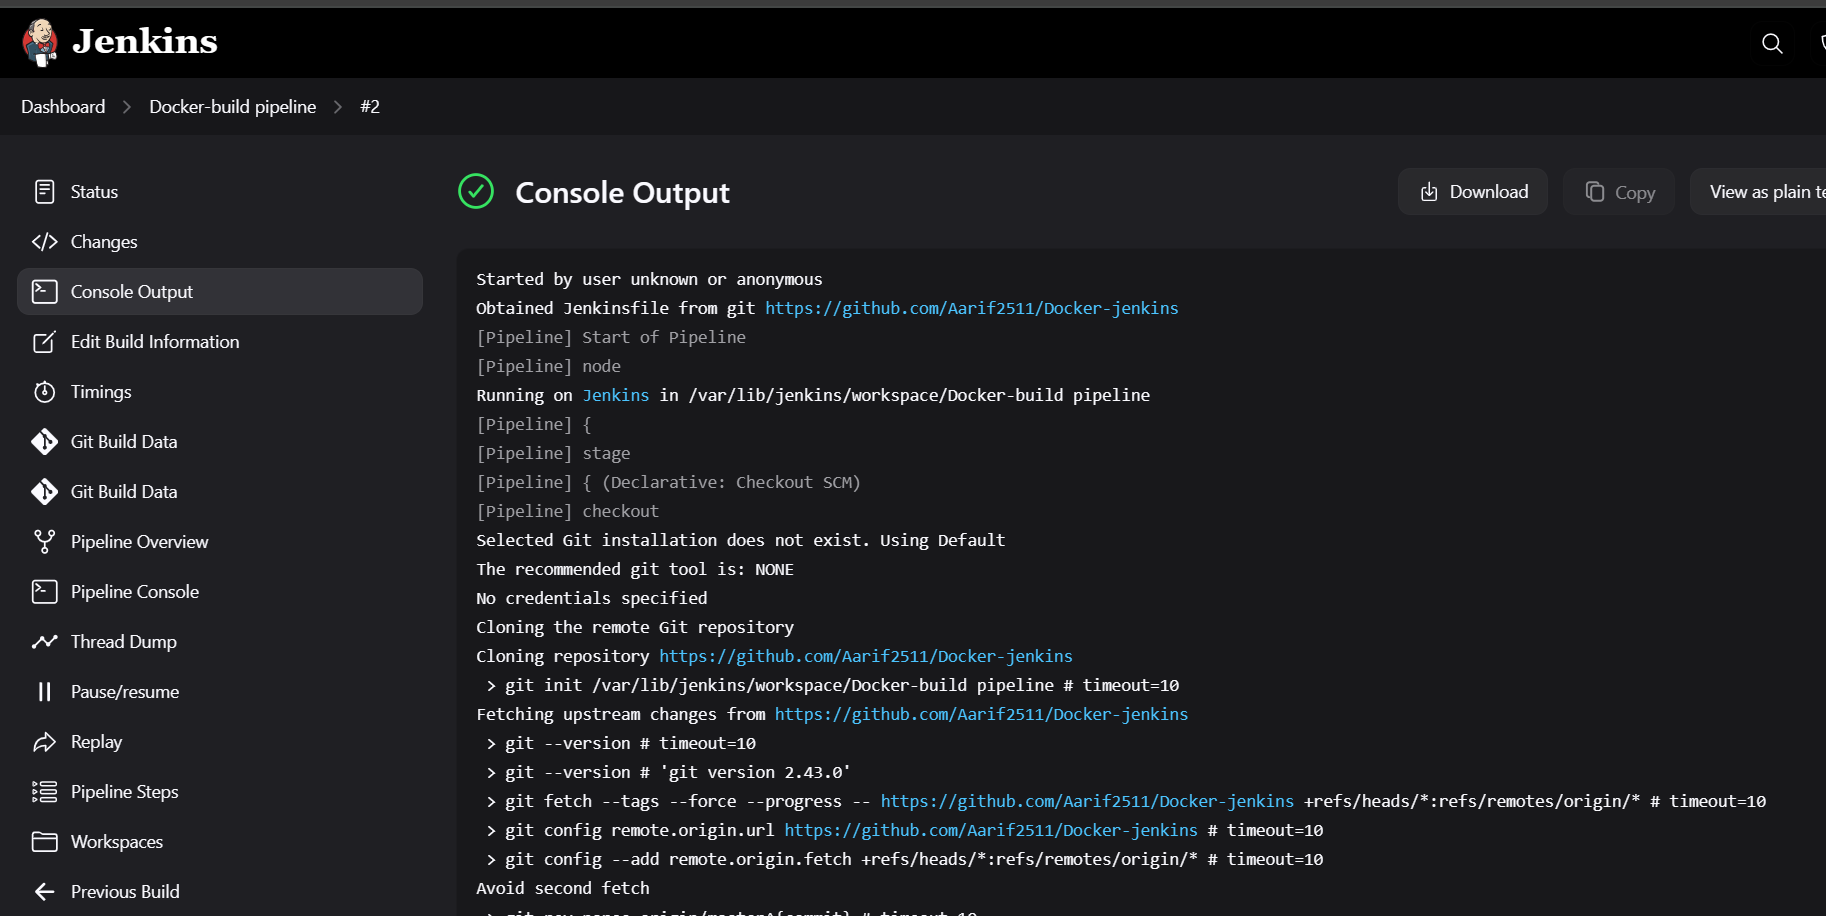 Jenkins
Dashboard > Docker-build pipeline > #2
Status
Changes
Console Output
Edit Build Information
Timings
Git Build Data
Git Build Data
Pipeline Overview
Pipeline Console
Thread Dump
Pause/resume
Replay
Pipeline Steps
Workspaces
Previous Build
Console Output
Download
Copy
View as plain te
Started by user unknown or anonymous
Obtained Jenkinsfile from git https://github.com/Aarif2511/Docker-jenkins
[Pipeline] Start of Pipeline
[Pipeline] node
Running on Jenkins in /var/lib/jenkins/workspace/Docker-build pipeline
[Pipeline] {
[Pipeline] stage
[Pipeline] { (Declarative: Checkout SCM)
[Pipeline] checkout
Selected Git installation does not exist. Using Default
The recommended git tool is: NONE
No credentials specified
Cloning the remote Git repository
Cloning repository https://github.com/Aarif2511/Docker-jenkins
> git init /var/lib/jenkins/workspace/Docker-build pipeline # timeout=10
Fetching upstream changes from https://github.com/Aarif2511/Docker-jenkins
> git --version # timeout=10
> git --version # 'git version 2.43.0'
> git fetch --tags --force --progress -- https://github.com/Aarif2511/Docker-jenkins +refs/heads/*:refs/remotes/origin/* # timeout=10
> git config remote.origin.url https://github.com/Aarif2511/Docker-jenkins # timeout=10
> git config --add remote.origin.fetch +refs/heads/*:refs/remotes/origin/* # timeout=10
Avoid second fetch